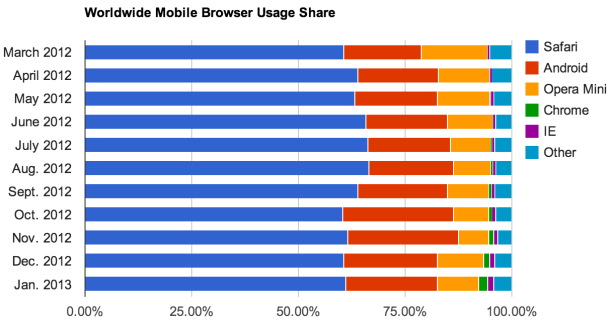 Worldwide Mobile Browser Usage Share
March 2012
April 2012
May 2012
June 2012
July 2012
Aug. 2012
Sept. 2012
Oct. 2012
Nov. 2012
Dec. 2012
Jan. 2013
0.00%
25.00%
50.00%
75.00%
100.00%
Safari
Android
Opera Mini
Chrome
IE
Other